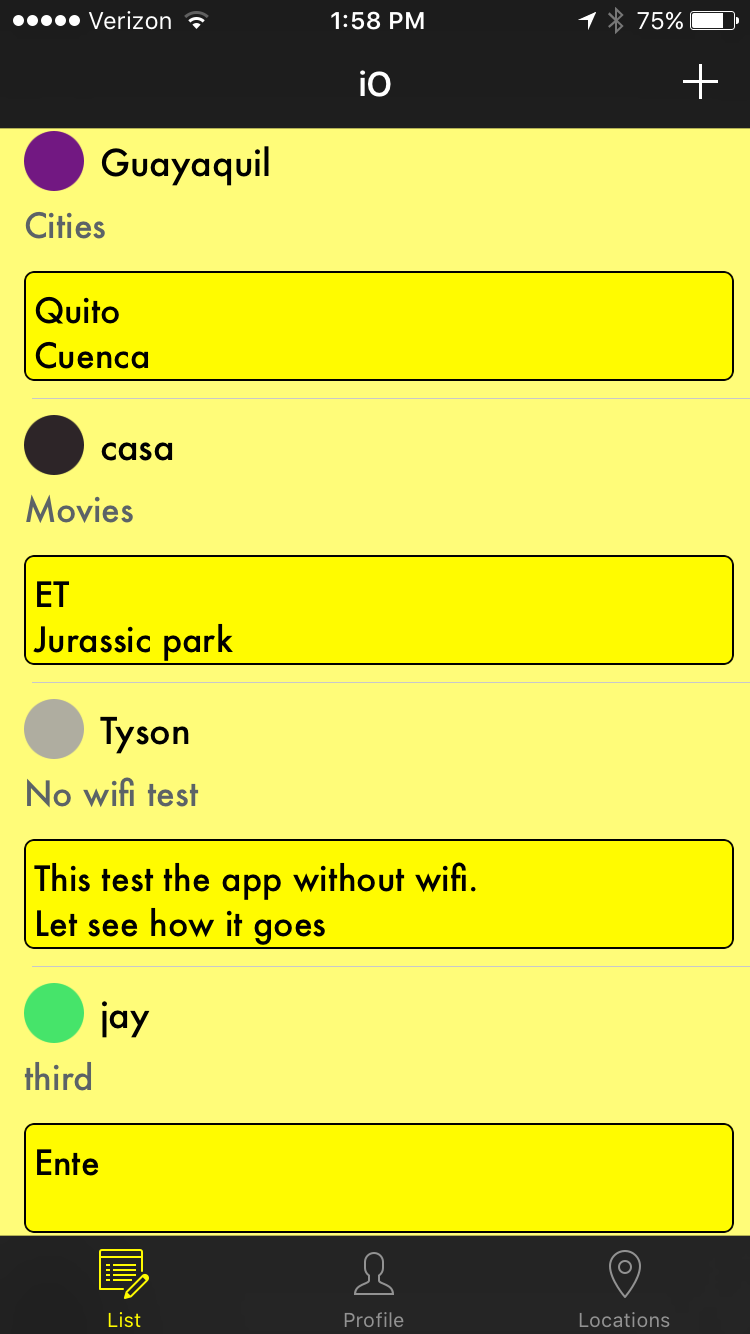 Verizon 1:58 PM 75%
iO
Guayaquil
Cities
Quito
Cuenca
casa
Movies
ET
Jurassic park
Tyson
No wifi test
This test the app without wifi.
Let see how it goes
jay
third
Ente
List Profile Locations